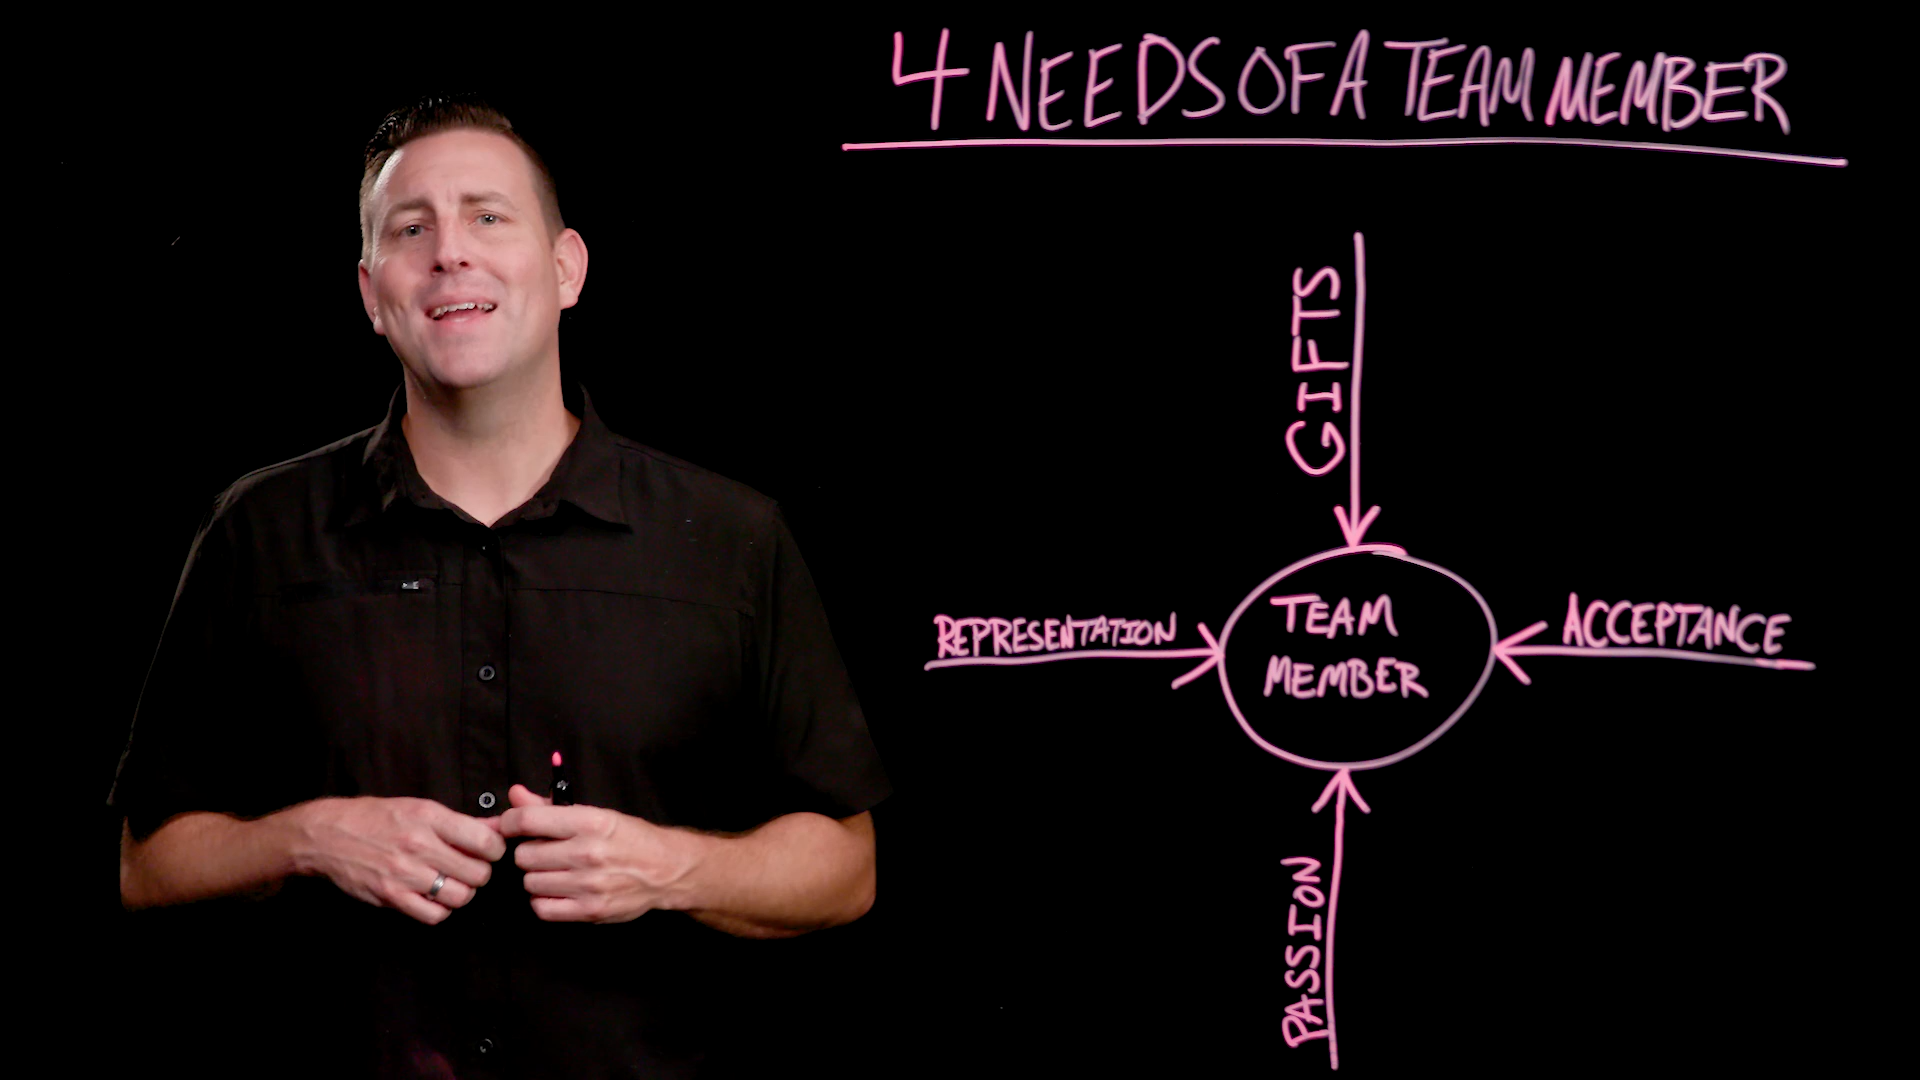 4 NEEDS OF A TEAM MEMBER
GIFTS
REPRESENTATION
TEAM
MEMBER
ACCEPTANCE
PASSION